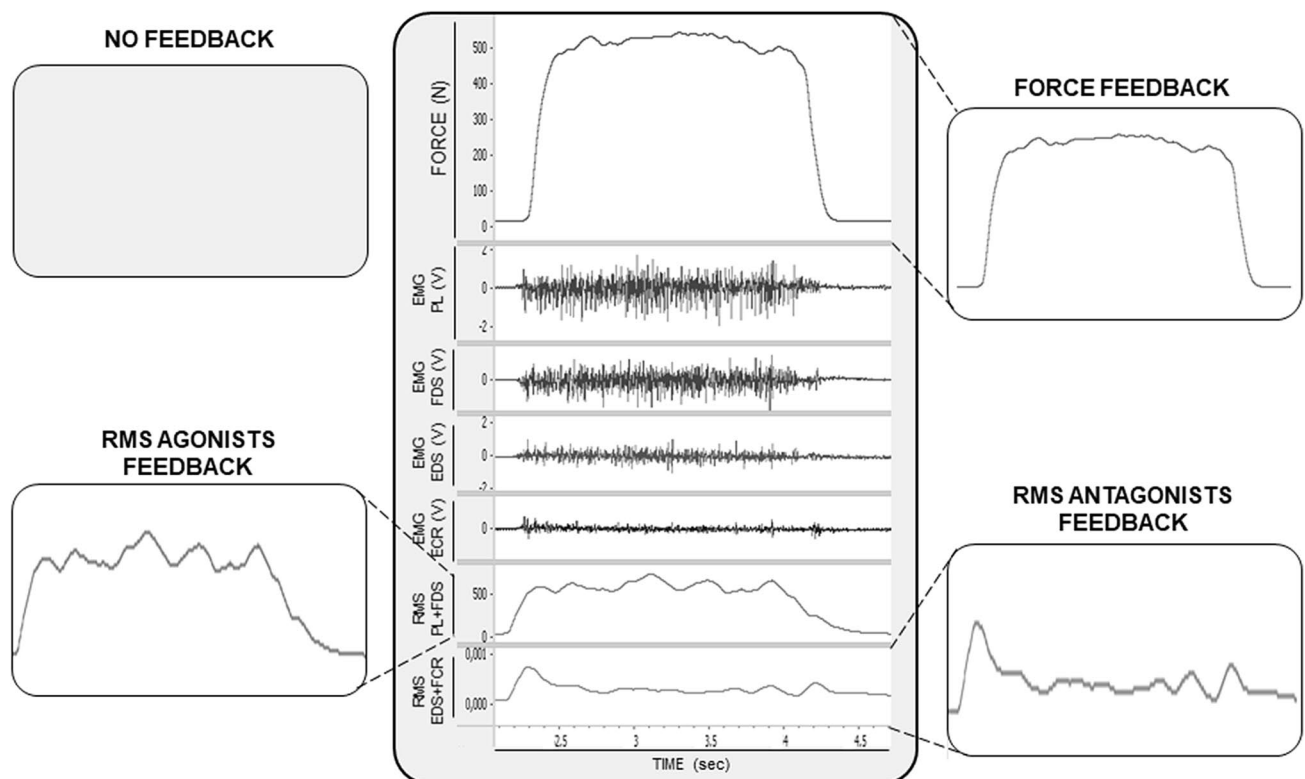 NO FEEDBACK
FORCE FEEDBACK
RMS AGONISTS
FEEDBACK
RMS ANTAGONISTS
FEEDBACK
FORCE (N)
500
400
300
200
100
0
EMG
PL (V)
2
0
-2
EMG
FDS (V)
0
EMG
EDS (V)
2
0
-2
EMG
ECR (V)
0
RMS
PL+FDS
500
0
RMS
EDS+FCR
0,001
0,000
2.5
3
3.5
4
4.5
TIME (sec)